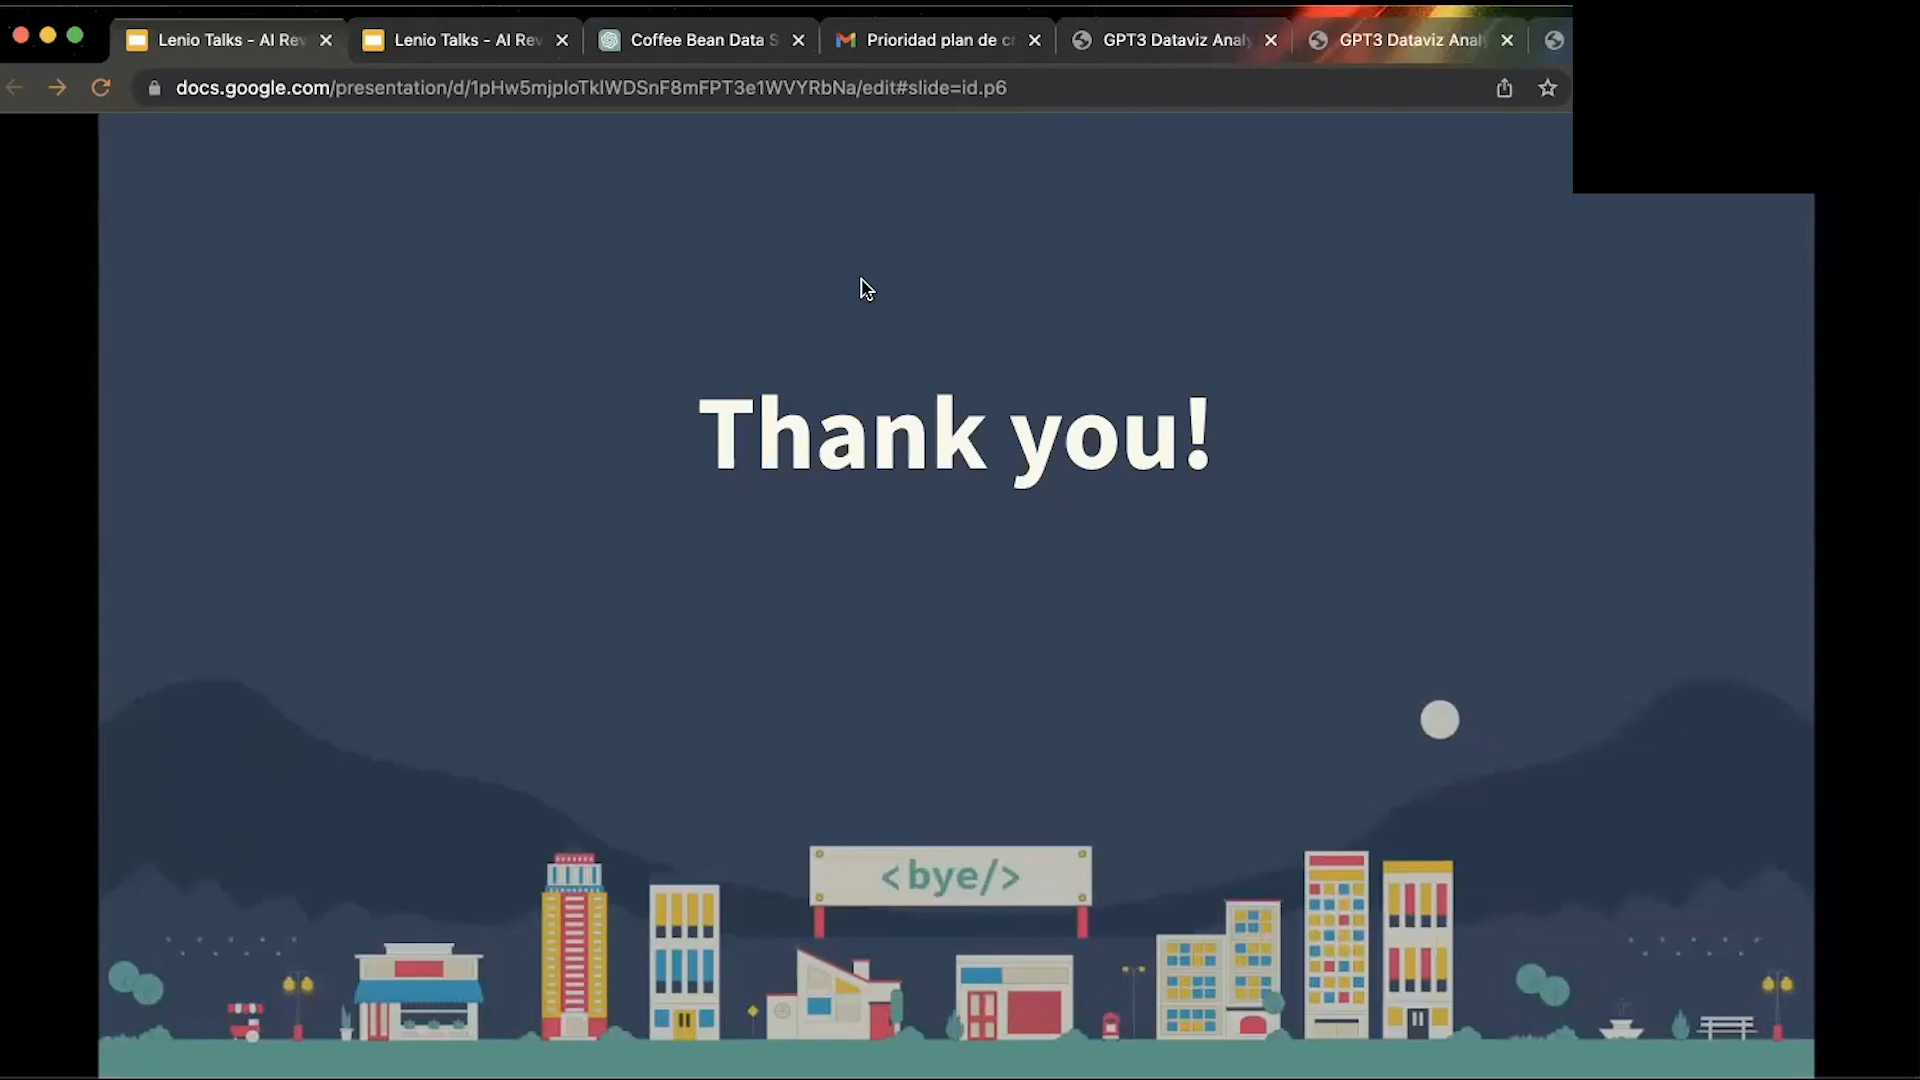 Lenio Talks - AI Rev
Lenio Talks - AI Rev
Coffee Bean Data S
Prioridad plan de cr
GPT3 Dataviz Analy
GPT3 Dataviz Analy
docs.google.com/presentation/d/1pHw5mjploTklWDSnF8mFPT3e1WVYRbNa/edit#slide=id.p6
Thank you!
<bye/>